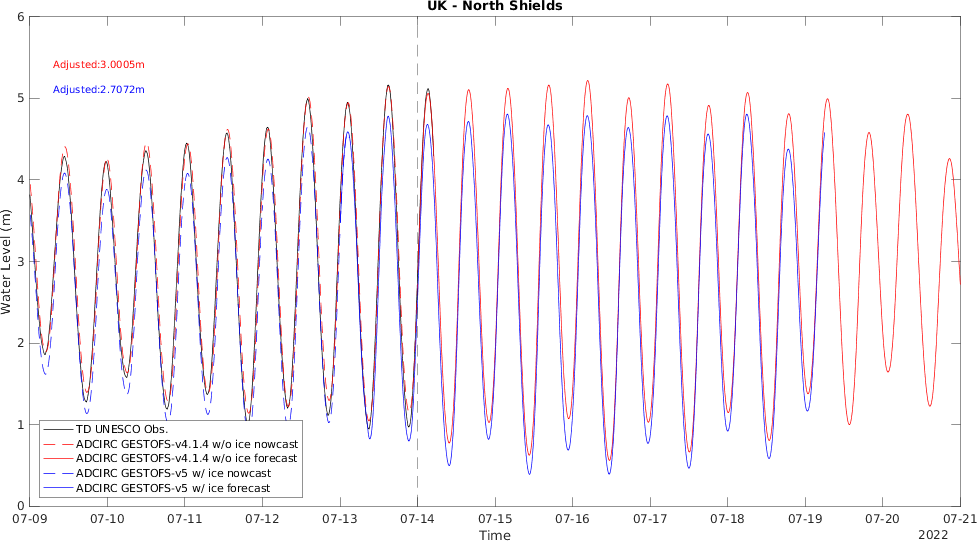 UK - North Shields
6
Adjusted:3.0005m
Adjusted:2.7072m
5
4
3
2
1
0
Water Level (m)
TD UNESCO Obs.
ADCIRC GESTOFS-v4.1.4 w/o ice nowcast
ADCIRC GESTOFS-v4.1.4 w/o ice forecast
ADCIRC GESTOFS-v5 w/ ice nowcast
ADCIRC GESTOFS-v5 w/ ice forecast
07-09 07-10 07-11 07-12 07-13 07-14 07-15 07-16 07-17 07-18 07-19 07-20 07-21
Time
2022